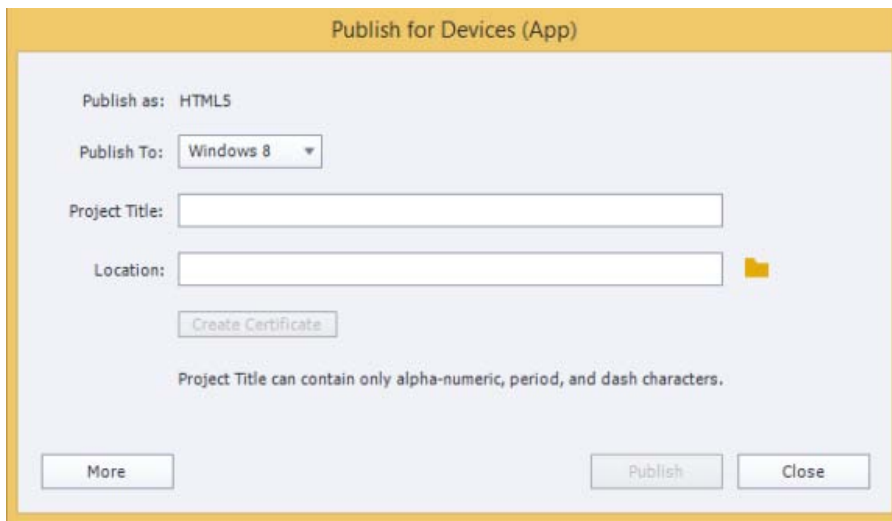 Publish for Devices (App)
Publish as: HTML5
Publish To: Windows 8
Project Title:
Location:
Create Certificate
Project Title can contain only alpha-numeric, period, and dash characters.
More Publish Close